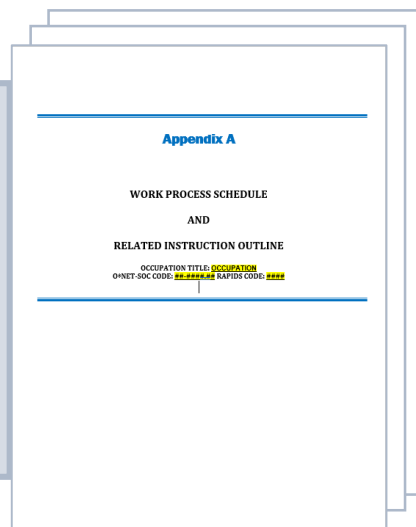 Appendix A
WORK PROCESS SCHEDULE
AND
RELATED INSTRUCTION OUTLINE
OCCUPATION TITLE: OCCUPATION
O*NET-SOC CODE: ##-####.## RAPIDS CODE: ####